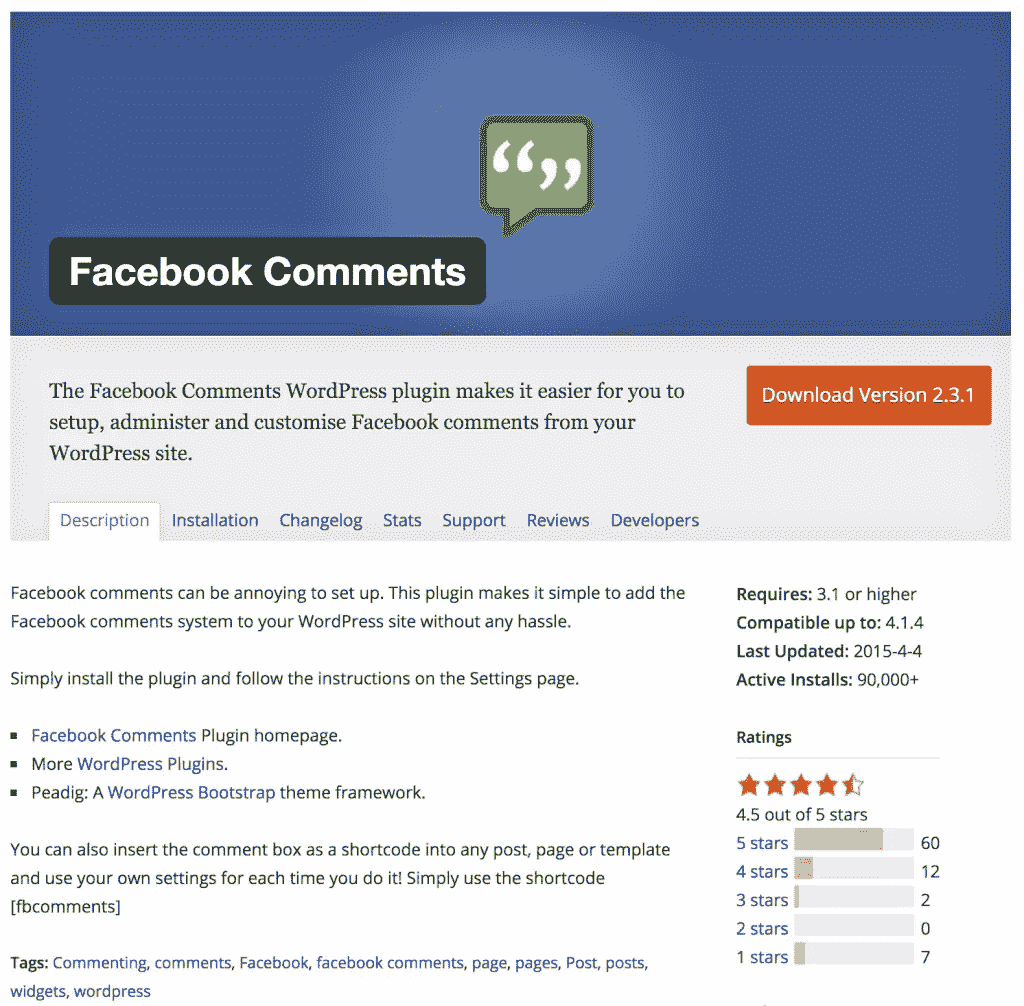 Facebook Comments
The Facebook Comments WordPress plugin makes it easier for you to
setup, administer and customise Facebook comments from your
WordPress site.
Download Version 2.3.1
Description Installation Changelog Stats Support Reviews Developers
Facebook comments can be annoying to set up. This plugin makes it simple to add the
Facebook comments system to your WordPress site without any hassle.
Simply install the plugin and follow the instructions on the Settings page.
Facebook Comments Plugin homepage.
More WordPress Plugins.
Peadig: A WordPress Bootstrap theme framework.
You can also insert the comment box as a shortcode into any post, page or template
and use your own settings for each time you do it! Simply use the shortcode
[fbcomments]
Tags: Commenting, comments, Facebook, facebook comments, page, pages, Post, posts,
widgets, wordpress
Requires: 3.1 or higher
Compatible up to: 4.1.4
Last Updated: 2015-4-4
Active Installs: 90,000+
Ratings
4.5 out of 5 stars
5 stars 60
4 stars 12
3 stars 2
2 stars 0
1 stars 7